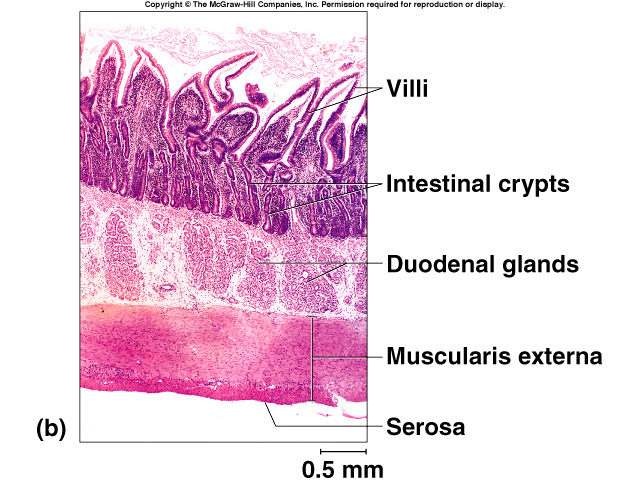 Copyright © The McGraw-Hill Companies, Inc. Permission required for reproduction or display.
Villi
Intestinal crypts
Duodenal glands
Muscularis externa
(b)
Serosa
0.5 mm